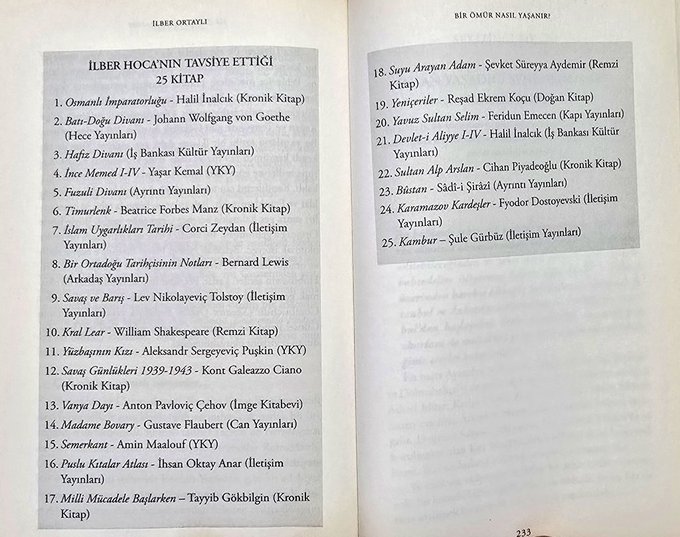 İLBER ORTAYLI
İLBER HOCA'NIN TAVSİYE ETTİĞİ
25 KİTAP
1. Osmanlı İmparatorluğu - Halil İnalcık (Kronik Kitap)
2. Batı-Doğu Divanı - Johann Wolfgang von Goethe
(Hece Yayınları)
3. Hafız Divanı (İş Bankası Kültür Yayınları)
4. İnce Memed I-IV - Yaşar Kemal (YKY)
5. Fuzuli Divanı (Ayrıntı Yayınları)
6. Timurlenk - Beatrice Forbes Manz (Kronik Kitap)
7. İslam Uygarlıkları Tarihi - Corci Zeydan (İletişim
Yayınları)
8. Bir Ortadoğu Tarihçisinin Notları - Bernard Lewis
(Arkadaş Yayınları)
9. Savaş ve Barış - Lev Nikolayeviç Tolstoy (İletişim
Yayınları)
10. Kral Lear - William Shakespeare (Remzi Kitap)
11. Yüzbaşının Kızı - Aleksandr Sergeyeviç Puşkin (YKY)
12. Savaş Günlükleri 1939-1943 - Kont Galeazzo Ciano
(Kronik Kitap)
13. Vanya Dayı - Anton Pavloviç Çehov (İmge Kitabevi)
14. Madame Bovary - Gustave Flaubert (Can Yayınları)
15. Semerkant - Amin Maalouf (YKY)
16. Puslu Kıtalar Atlası - İhsan Oktay Anar (İletişim
Yayınları)
17. Milli Mücadele Başlarken – Tayyib Gökbilgin (Kronik
Kitap)
BİR ÖMÜR NASIL YAŞANIR?
18. Suyu Arayan Adam - Şevket Süreyya Aydemir (Remzi
Kitap)
19. Yeniçeriler - Reşad Ekrem Koçu (Doğan Kitap)
20. Yavuz Sultan Selim - Feridun Emecen (Kapı Yayınları)
21. Devlet-i Aliyye I-IV - Halil İnalcık (İş Bankası Kültür
Yayınları)
22. Sultan Alp Arslan - Cihan Piyadeoğlu (Kronik Kitap)
23. Bûstan - Sâdî-i Şirâzî (Ayrıntı Yayınları)
24. Karamazov Kardeşler - Fyodor Dostoyevski (İletişim
Yayınları)
25. Kambur – Şule Gürbüz (İletişim Yayınları)
233